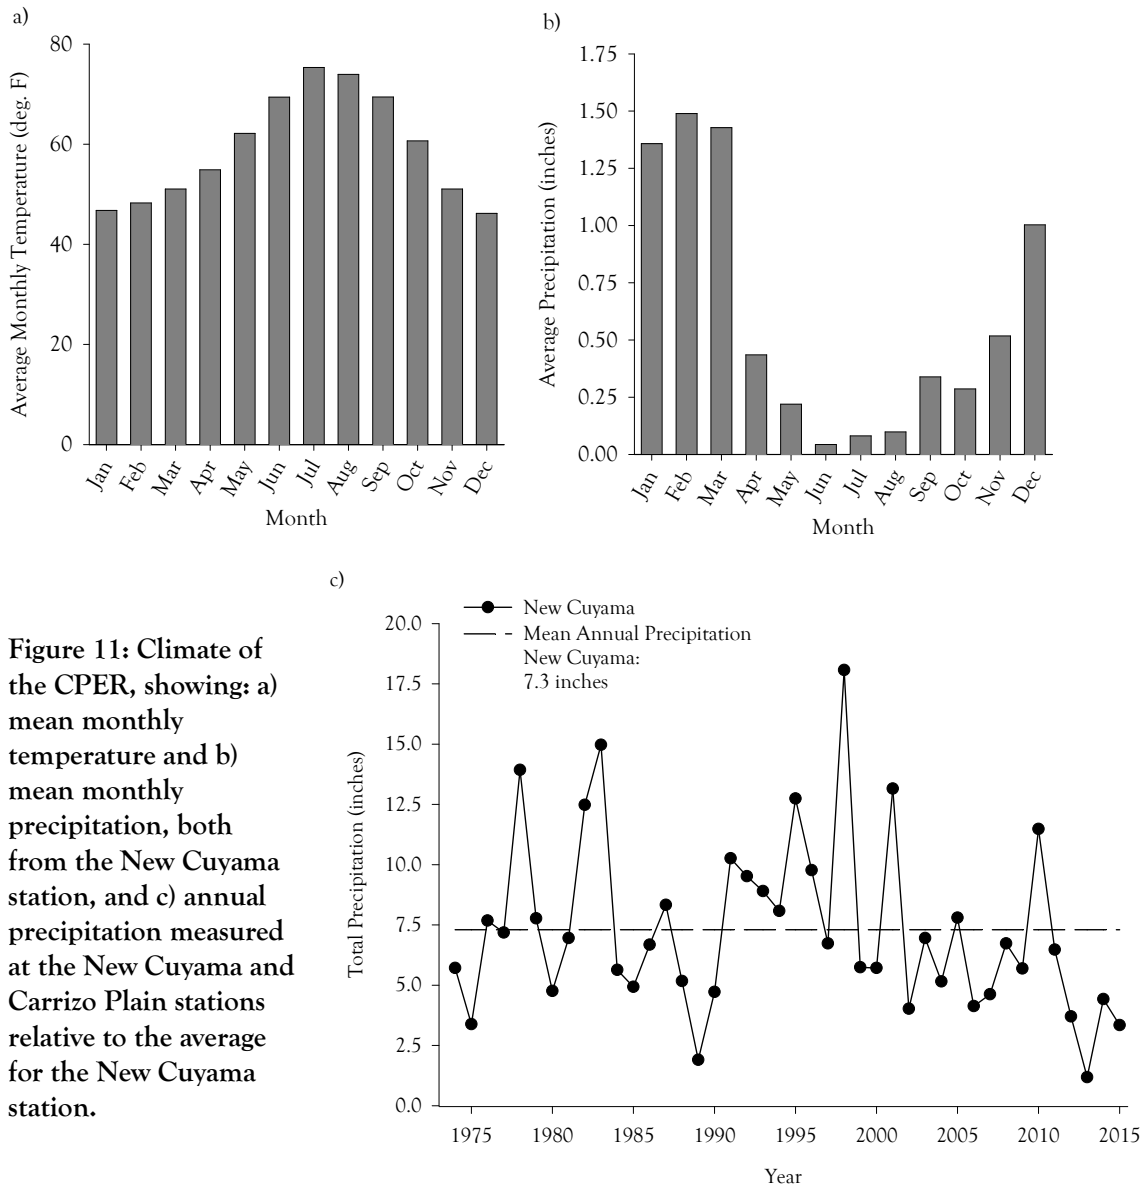 a)
80
60
40
20
0
Average Monthly Temperature (deg. F)
Jan
Feb
Mar
Apr
May
Jun
Jul
Aug
Sep
Oct
Nov
Dec
Month
b)
1.75
1.50
1.25
1.00
0.75
0.50
0.25
0.00
Average Precipitation (inches)
Jan
Feb
Mar
Apr
May
Jun
Jul
Aug
Sep
Oct
Nov
Dec
Month
Figure 11: Climate of
the CPER, showing: a)
mean monthly
temperature and b)
mean monthly
precipitation, both
from the New Cuyama
station, and c) annual
precipitation measured
at the New Cuyama and
Carrizo Plain stations
relative to the average
for the New Cuyama
station.
c)
New Cuyama
Mean Annual Precipitation
New Cuyama:
7.3 inches
20.0
17.5
15.0
12.5
10.0
7.5
5.0
2.5
0.0
Total Precipitation (inches)
1975
1980
1985
1990
1995
2000
2005
2010
2015
Year